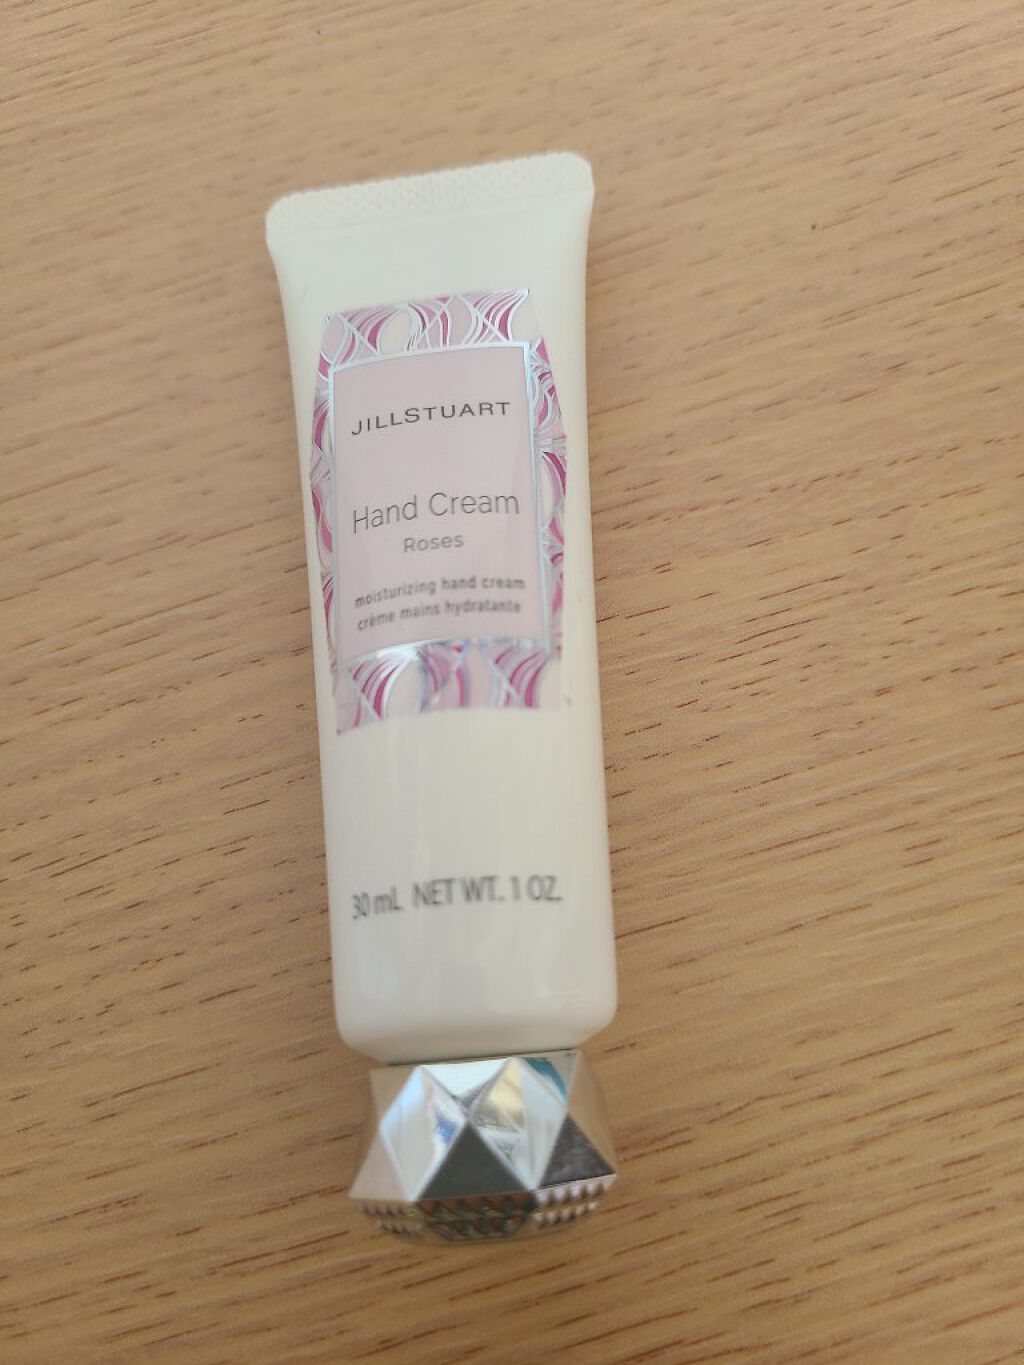 JILLSTUART
Hand Cream
Roses
moisturizing hand cream
crème mains hydratante
30 mL NET WT. 1 OZ.